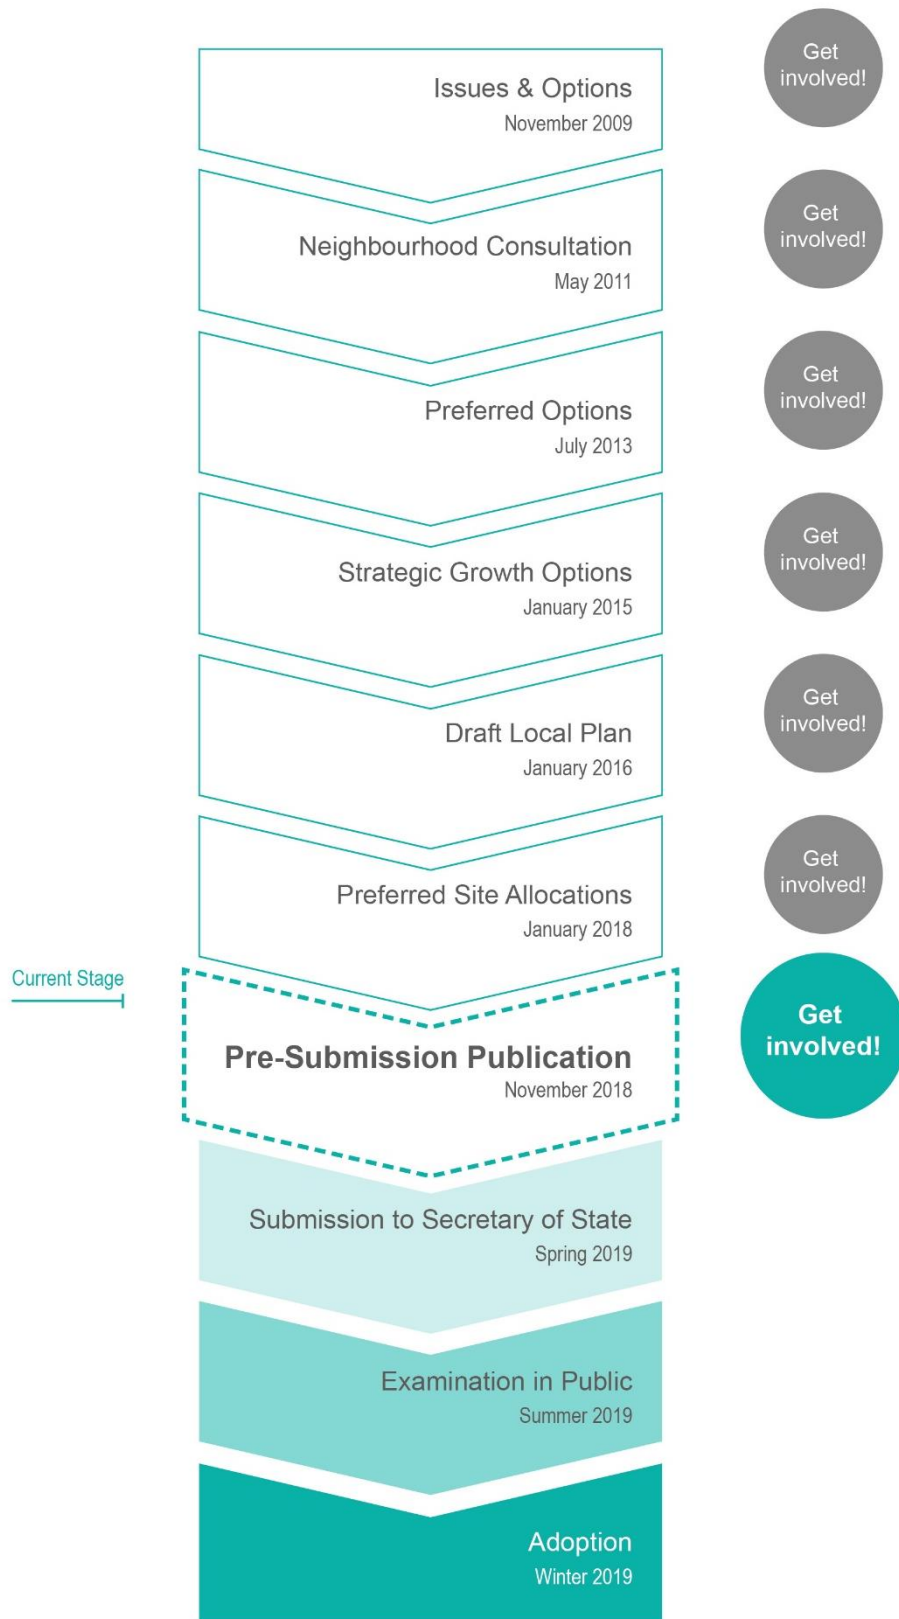 Get
involved!
Issues & Options
November 2009
Get
involved!
Neighbourhood Consultation
May 2011
Get
involved!
Preferred Options
July 2013
Get
involved!
Strategic Growth Options
January 2015
Get
involved!
Draft Local Plan
January 2016
Get
involved!
Preferred Site Allocations
January 2018
Current Stage
Get
involved!
Pre-Submission Publication
November 2018
Submission to Secretary of State
Spring 2019
Examination in Public
Summer 2019
Adoption
Winter 2019